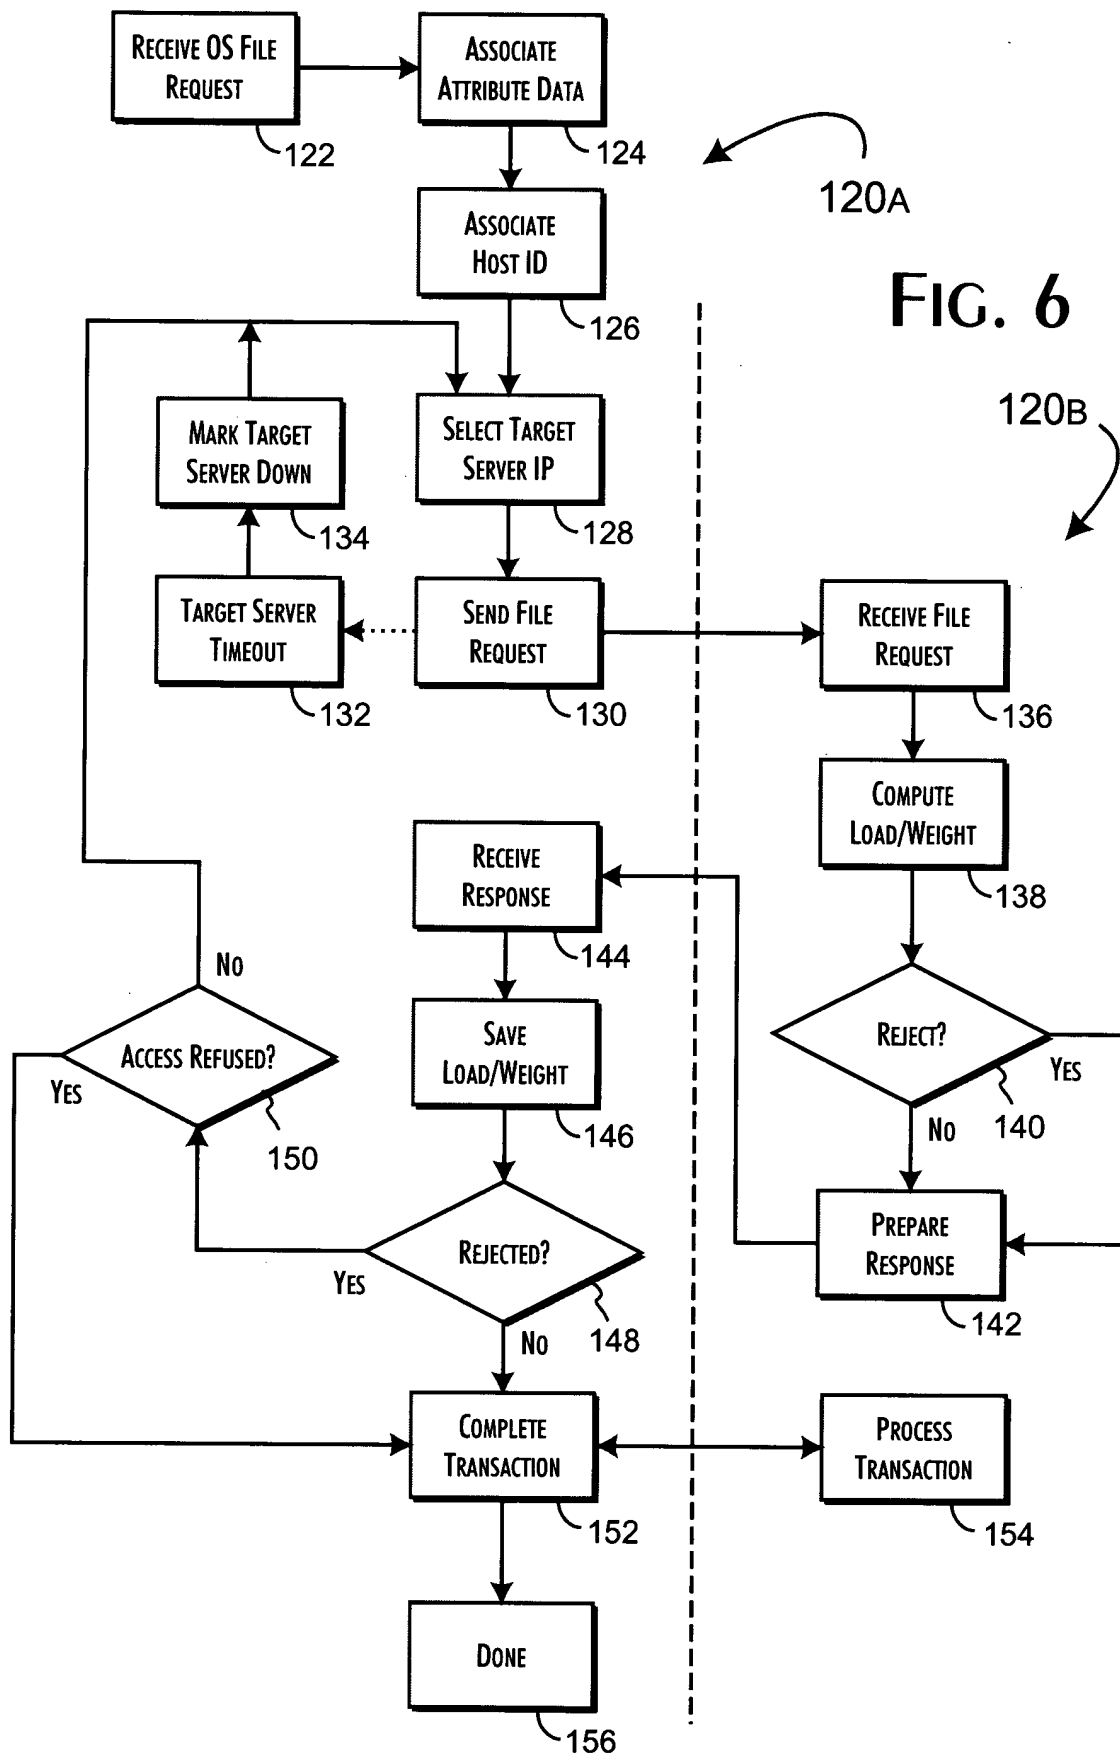 RECEIVE OS FILE
REQUEST
122
ASSOCIATE
ATTRIBUTE DATA
124
120A
ASSOCIATE
HOST ID
126
FIG. 6
120B
MARK TARGET
SERVER DOWN
134
SELECT TARGET
SERVER IP
128
TARGET SERVER
TIMEOUT
132
SEND FILE
REQUEST
130
RECEIVE FILE
REQUEST
136
COMPUTE
LOAD/WEIGHT
138
RECEIVE
RESPONSE
144
NO
ACCESS REFUSED?
YES
150
SAVE
LOAD/WEIGHT
146
REJECT?
YES
NO
140
REJECTED?
YES
NO
148
PREPARE
RESPONSE
142
COMPLETE
TRANSACTION
152
PROCESS
TRANSACTION
154
DONE
156